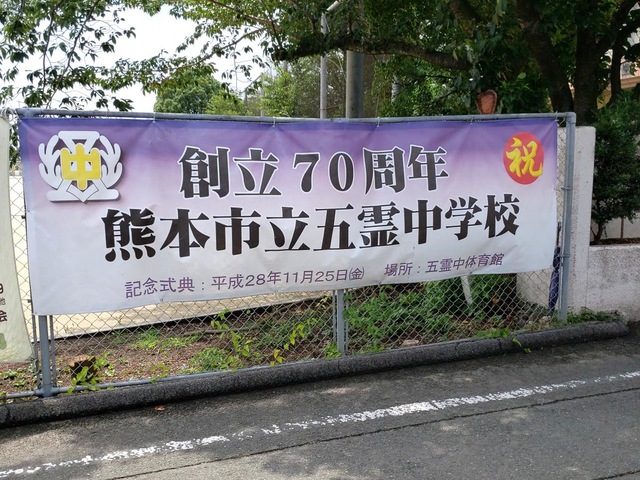 中
創立70周年
祝
熊本市立五霊中学校
記念式典：平成28年11月25日(金)　場所：五霊中体育館
9
会